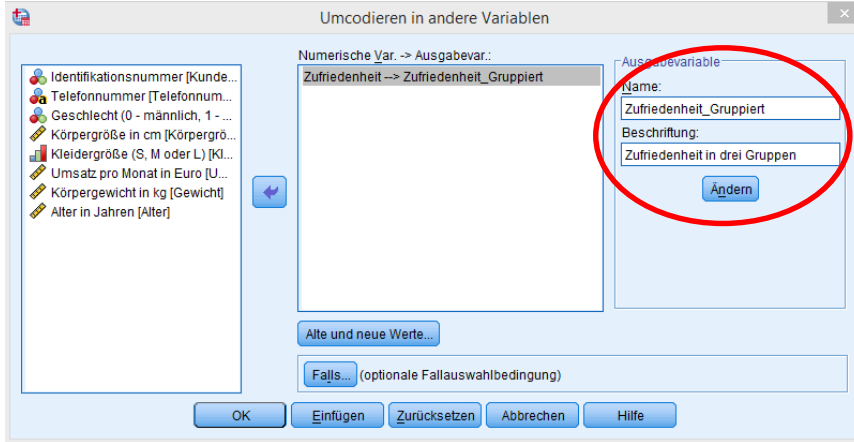 Umcodieren in andere Variablen
Identifikationsnummer [Kunde...
Telefonnummer [Telefonnum...
Geschlecht (0 - männlich, 1 - ...
Körpergröße in cm [Körpergrö...
Kleidergröße (S, M oder L) [Kl...
Umsatz pro Monat in Euro [U...
Körpergewicht in kg [Gewicht]
Alter in Jahren [Alter]
Numerische Var. -> Ausgabevar.:
Zufriedenheit --> Zufriedenheit_Gruppiert
Alte und neue Werte...
Falls... (optionale Fallauswahlbedingung)
Ausgabevariable
Name:
Zufriedenheit_Gruppiert
Beschriftung:
Zufriedenheit in drei Gruppen
Ändern
OK Einfügen Zurücksetzen Abbrechen Hilfe